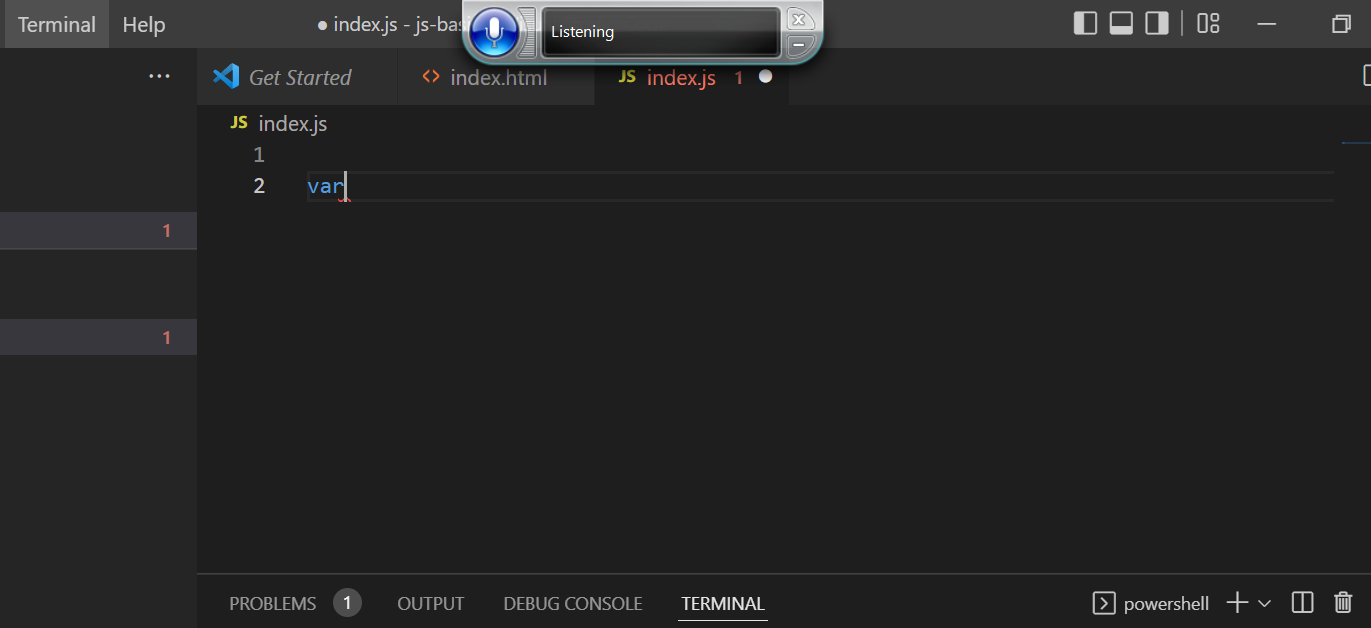 Terminal Help ● index.js - js-bas
Listening
Get Started <> index.html JS index.js 1
JS index.js
1
2 var
1
1
PROBLEMS 1 OUTPUT DEBUG CONSOLE TERMINAL powershell